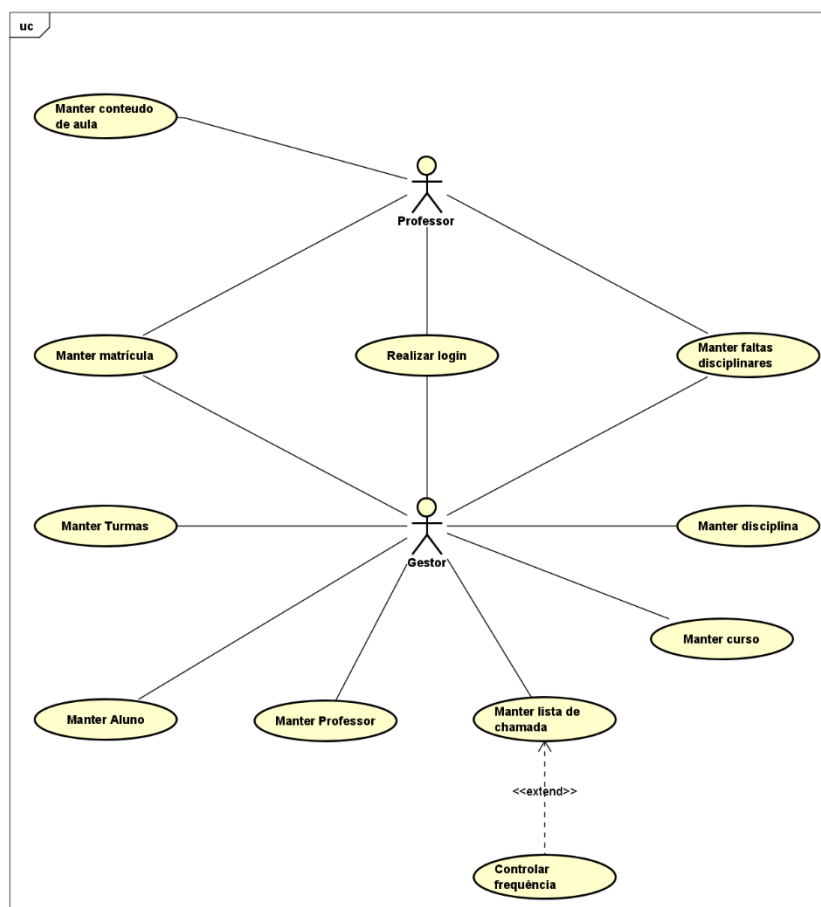 uc
Manter conteudo
de aula
Professor
Manter matrícula
Realizar login
Manter faltas
disciplinares
Manter Turmas
Gestor
Manter disciplina
Manter curso
Manter Aluno
Manter Professor
Manter lista de
chamada
<<extend>>
Controlar
frequência